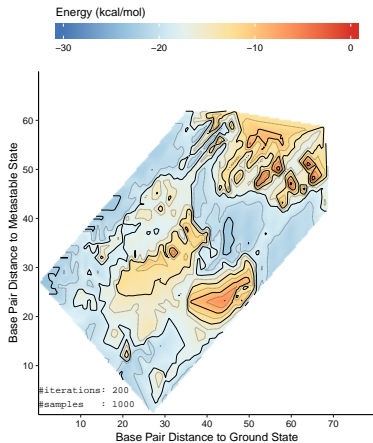 Energy (kcal/mol)
−30 −20 −10 0
Base Pair Distance to Metastable State
60
50
40
30
20
10
#iterations: 200
#samples   : 1000
10 20 30 40 50 60 70
Base Pair Distance to Ground State